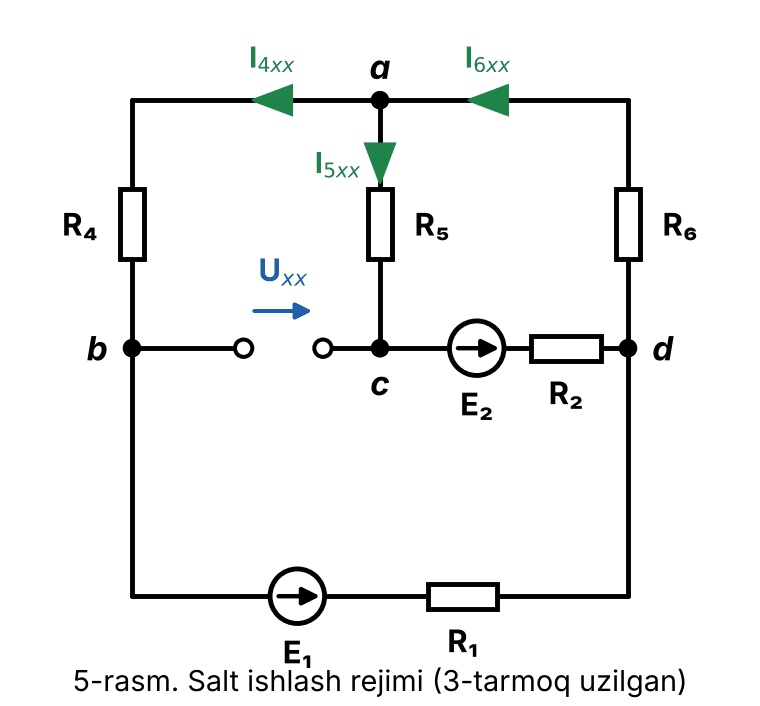 I₄ₓₓ
a
I₆ₓₓ
I₅ₓₓ
R₄
R₅
R₆
Uₓₓ
b
c
d
E₂
R₂
E₁
R₁
5-rasm. Salt ishlash rejimi (3-tarmoq uzilgan)